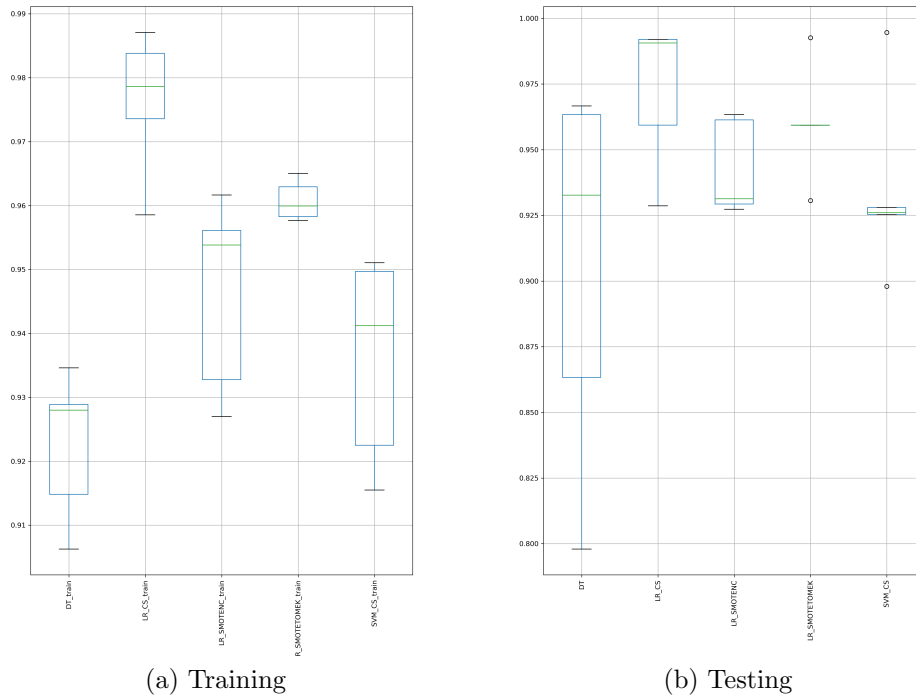 0.99
0.98
0.97
0.96
0.95
0.94
0.93
0.92
0.91
DT_train
LR_CS_train
LR_SMOTENC_train
R_SMOTETOMEK_train
SVM_CS_train
(a) Training
1.000
0.975
0.950
0.925
0.900
0.875
0.850
0.825
0.800
DT
LR_CS
LR_SMOTENC
LR_SMOTETOMEK
SVM_CS
(b) Testing